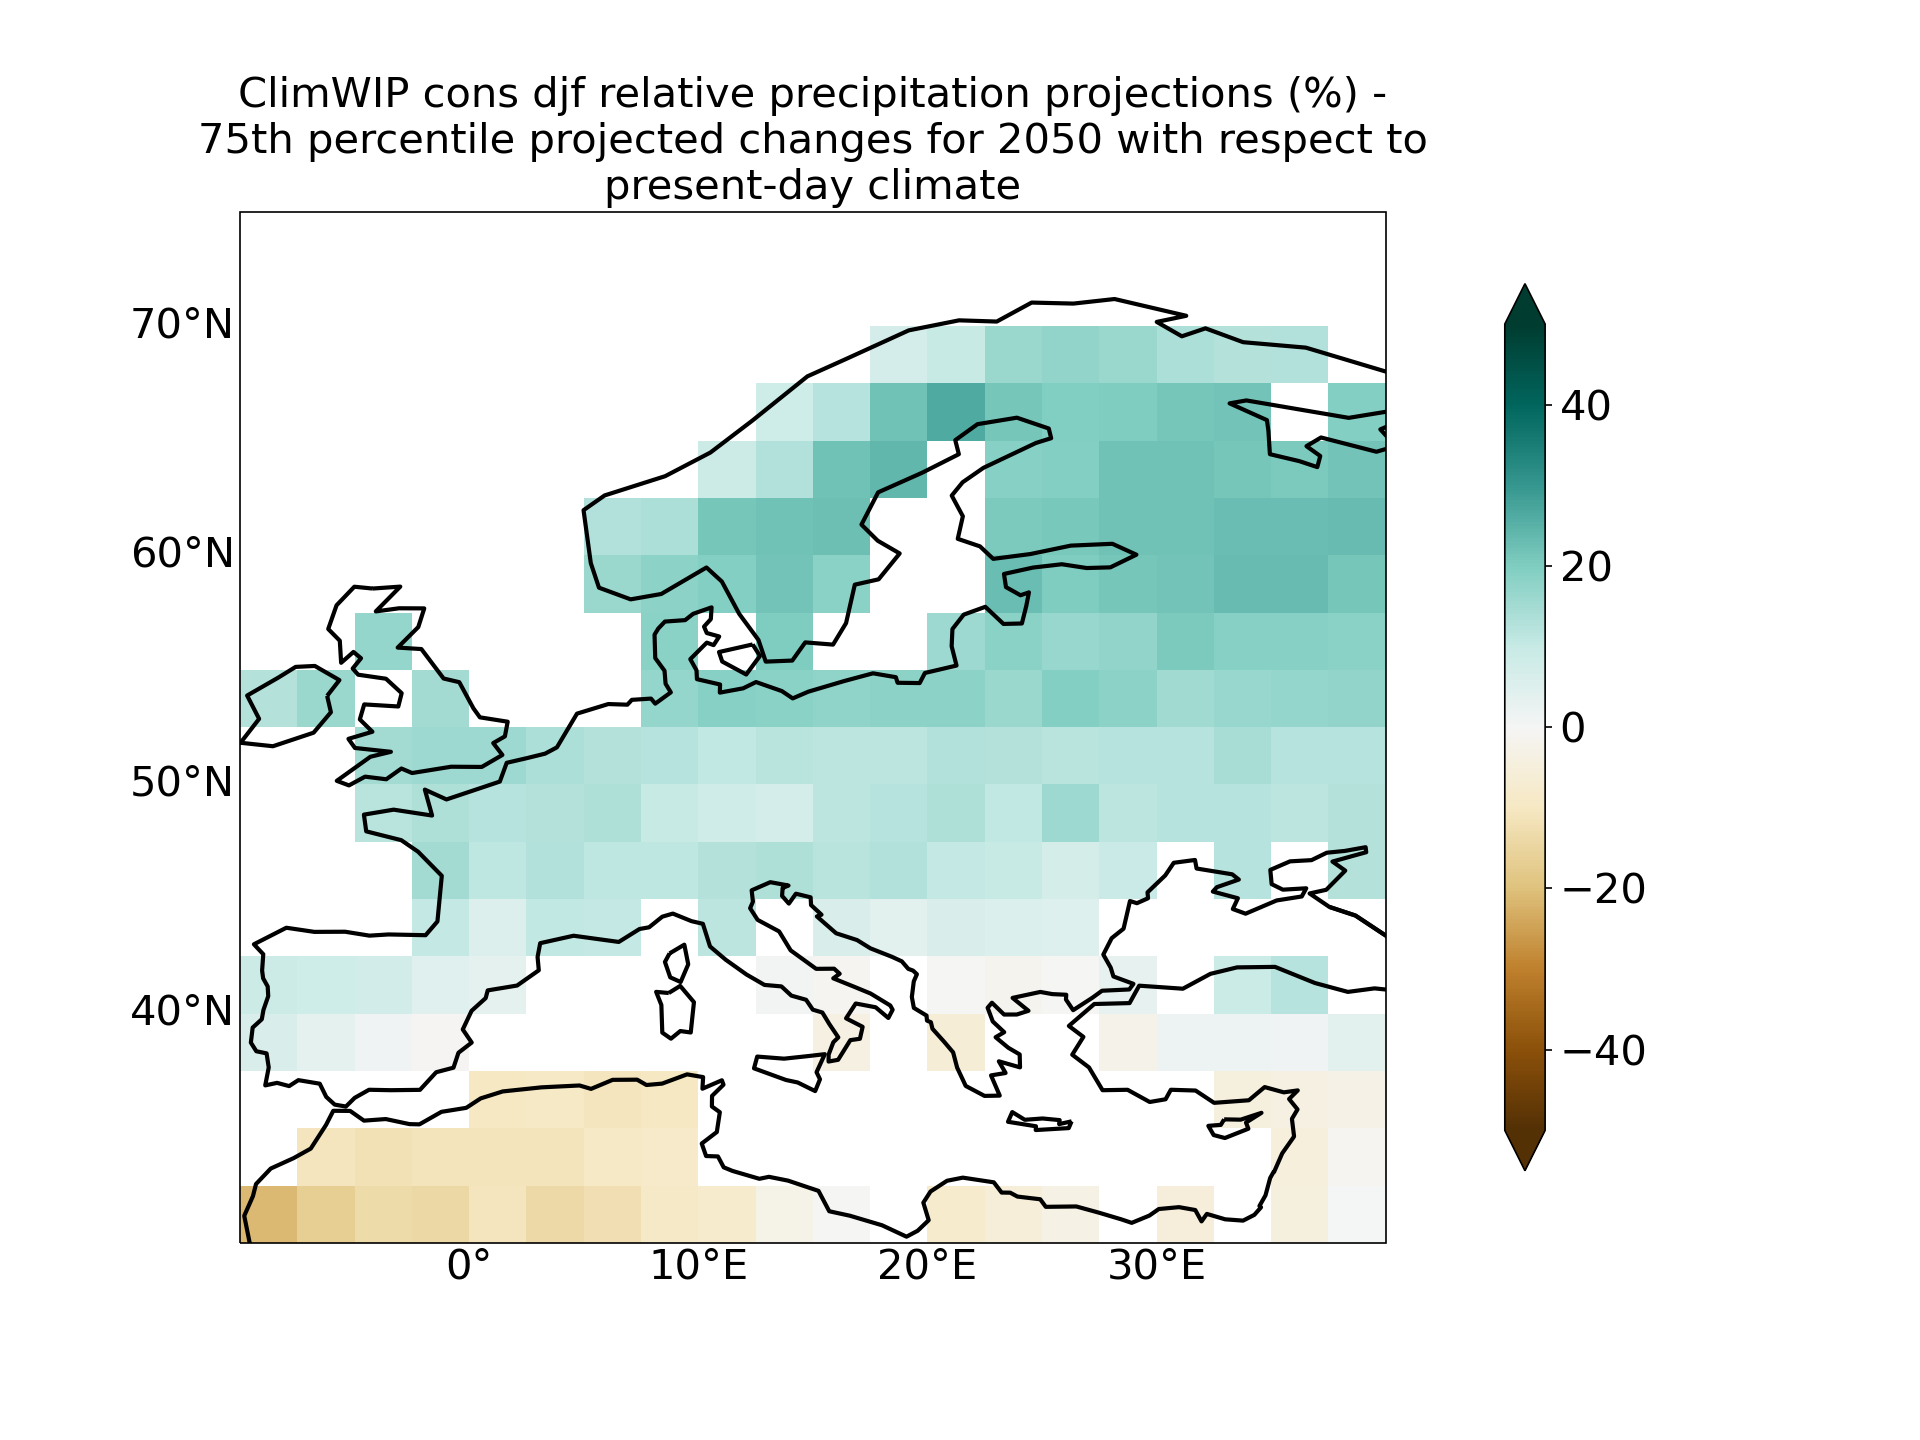 ClimWIP cons djf relative precipitation projections (%) -
75th percentile projected changes for 2050 with respect to
present-day climate
70°N
60°N
50°N
40°N
0°
10°E
20°E
30°E
40
20
0
−20
−40